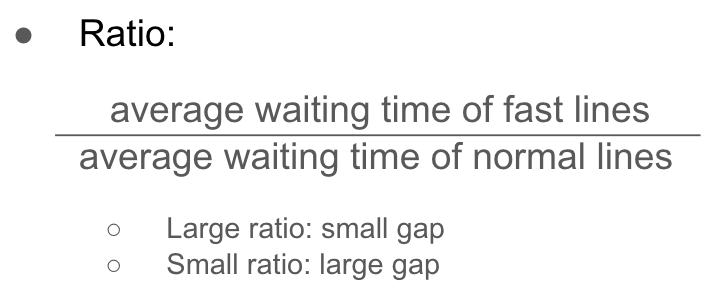 ● Ratio:
average waiting time of fast lines
average waiting time of normal lines
○ Large ratio: small gap
○ Small ratio: large gap